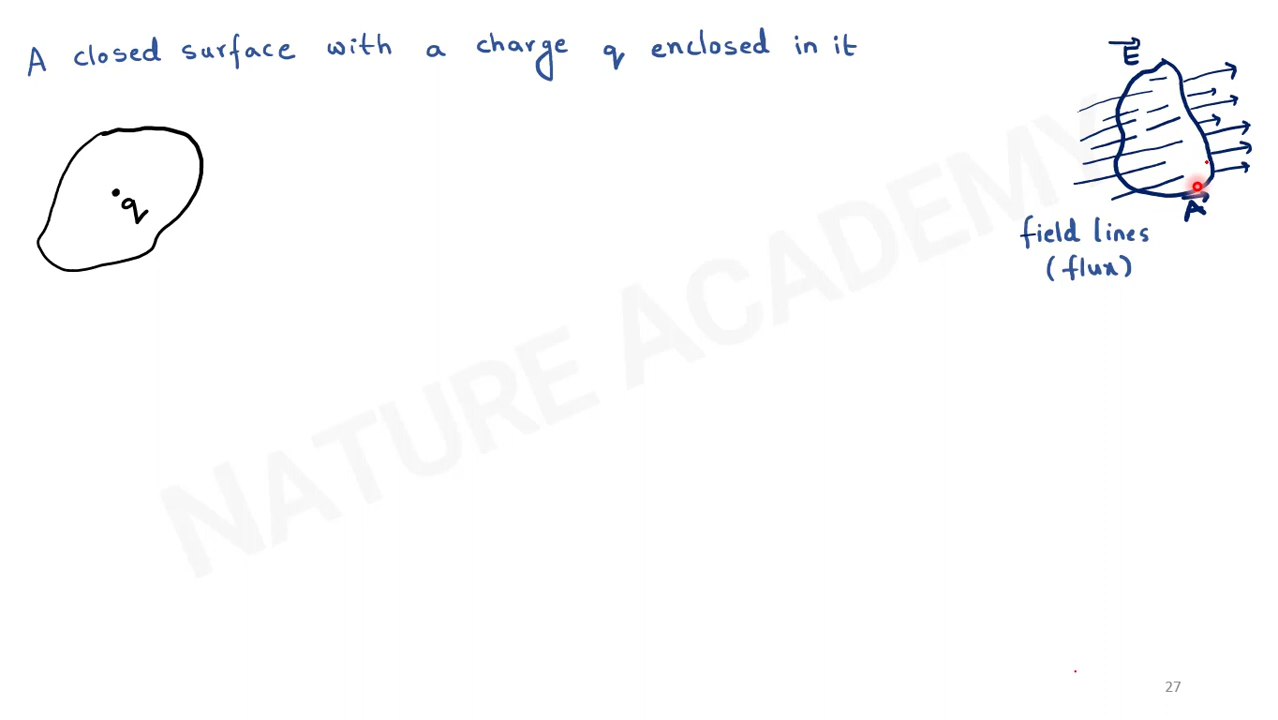 A closed surface with a charge q enclosed in it
E
q
A
field lines
(flux)
NATURE ACADEMY
27